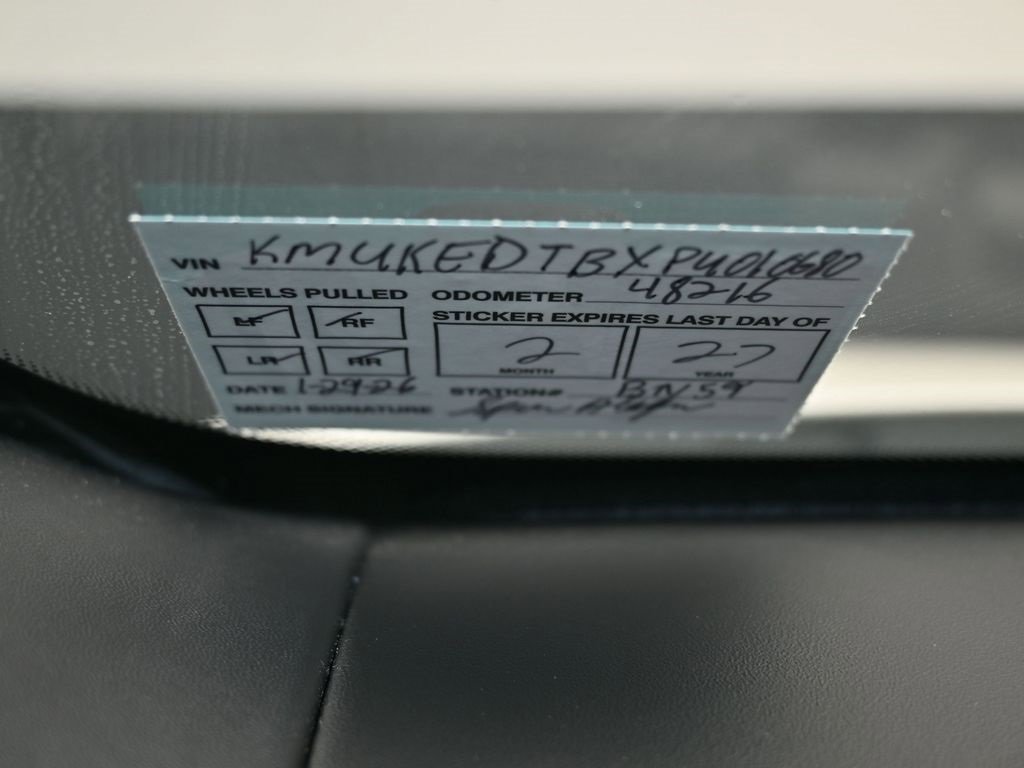 VIN KMUKEDTBXPU010680
WHEELS PULLED ODOMETER 48216
STICKER EXPIRES LAST DAY OF
LF RF
2 27
MONTH YEAR
LR RR
DATE 1-29-26 STATION# BN59
MECH SIGNATURE